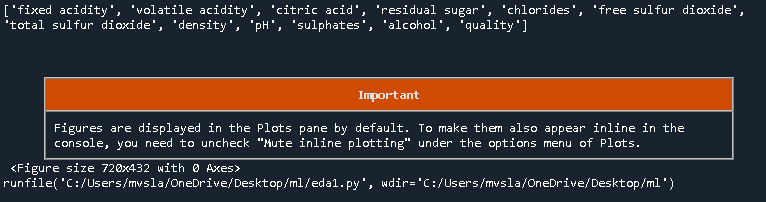 ['fixed acidity', 'volatile acidity', 'citric acid', 'residual sugar', 'chlorides', 'free sulfur dioxide',
'total sulfur dioxide', 'density', 'pH', 'sulphates', 'alcohol', 'quality']
Important
Figures are displayed in the Plots pane by default. To make them also appear inline in the
console, you need to uncheck "Mute inline plotting" under the options menu of Plots.
<Figure size 720x432 with 0 Axes>
runfile('C:/Users/mvsla/OneDrive/Desktop/ml/eda1.py', wdir='C:/Users/mvsla/OneDrive/Desktop/ml')